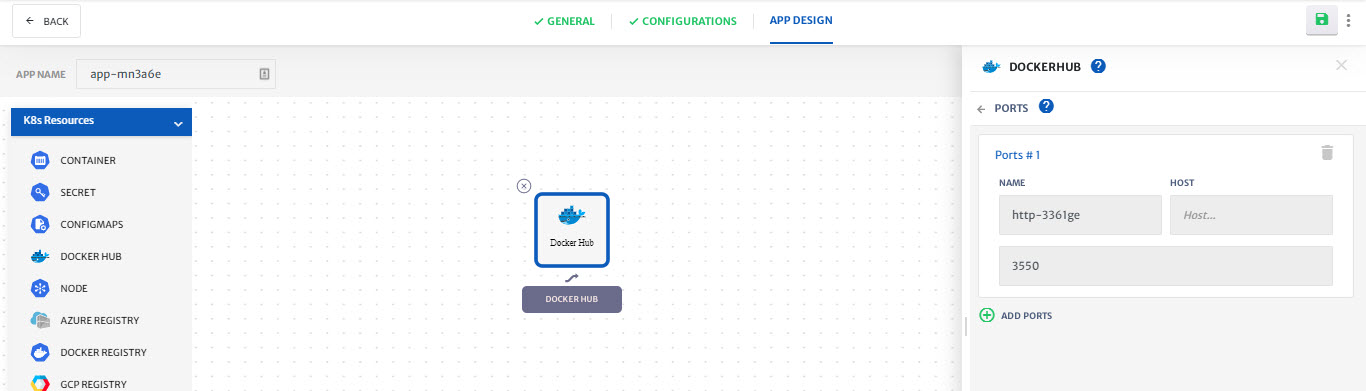 BACK
GENERAL
CONFIGURATIONS
APP DESIGN
APP NAME
app-mn3a6e
K8s Resources
CONTAINER
SECRET
CONFIGMAPS
DOCKER HUB
NODE
AZURE REGISTRY
DOCKER REGISTRY
GCP REGISTRY
Docker Hub
DOCKER HUB
DOCKERHUB ?
PORTS ?
Ports # 1
NAME HOST
http-3361ge Host...
3550
ADD PORTS